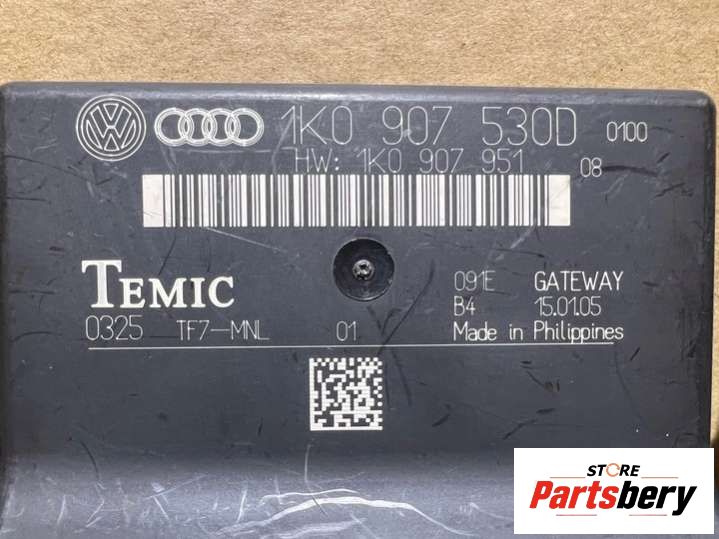 VW 1K0 907 530D 0100
HW: 1K0 907 951 08
TEMIC 091E GATEWAY
B4 15.01.05
0325 TF7-MNL 01 Made in Philippines
STORE
Partsbery